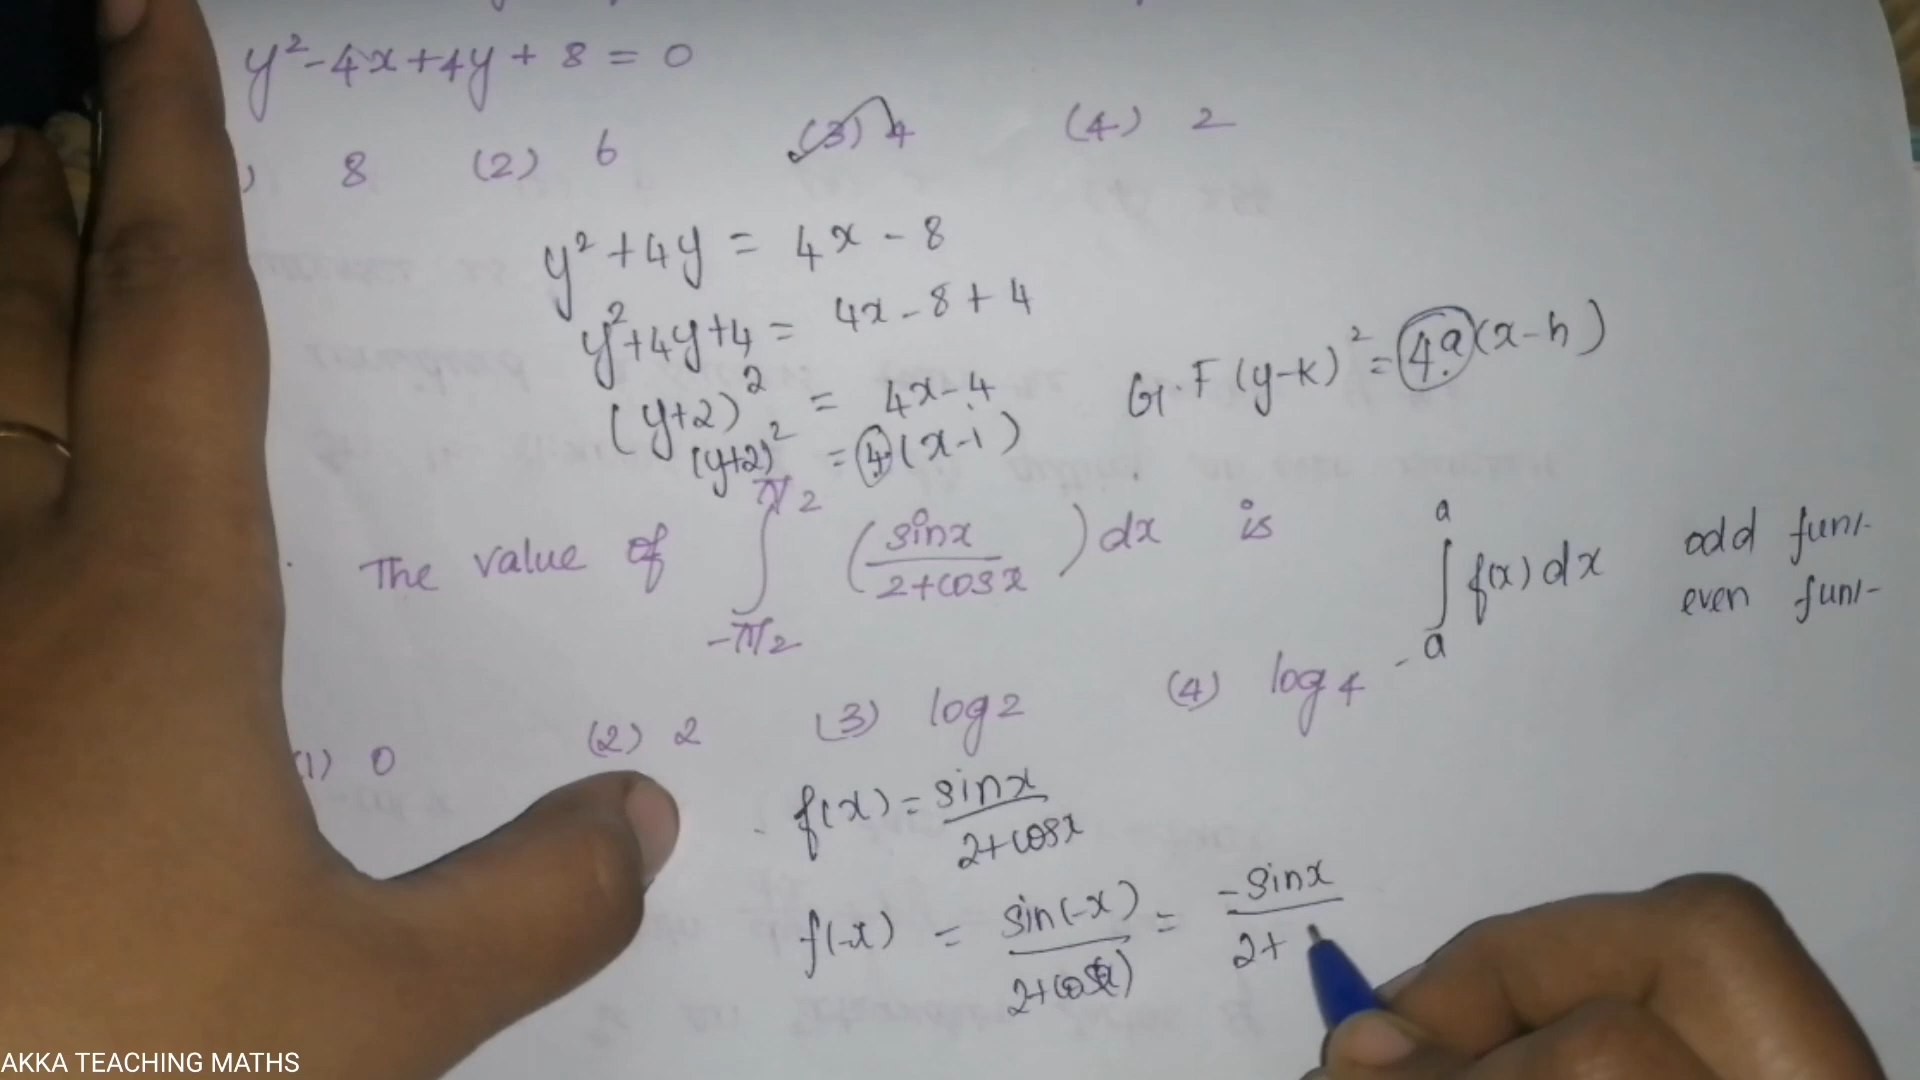 y² - 4x + 4y + 8 = 0
) 8 (2) 6 (3) 4 (4) 2
y² + 4y = 4x - 8
y² + 4y + 4 = 4x - 8 + 4
(y+2)² = 4x - 4
(y+2)² = 4(x-1)
G.F (y-k)² = 4a(x-h)
The value of ∫_{-π/2}^{π/2} (sinx / 2+cosx) dx is
∫_{-a}^{a} f(x) dx odd fun/-
even fun/-
(1) 0 (2) 2 (3) log2 (4) log4
f(x) = sinx / 2+cosx
f(-x) = sin(-x) / 2+cos(-x) = -sinx / 2+
AKKA TEACHING MATHS